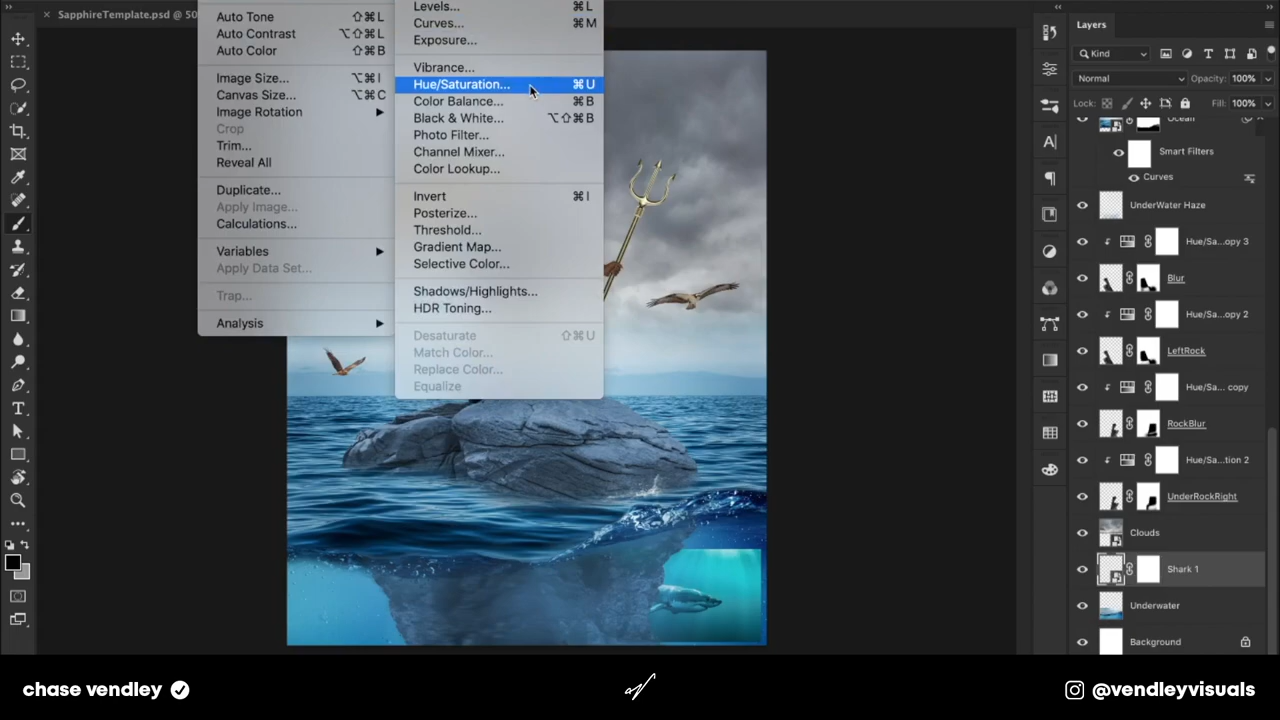 SapphireTemplate.psd @ 50
Auto Tone ⇧⌘L
Auto Contrast ⌥⇧⌘L
Auto Color ⇧⌘B
Image Size... ⌥⌘I
Canvas Size... ⌥⌘C
Image Rotation
Crop
Trim...
Reveal All
Duplicate...
Apply Image...
Calculations...
Variables
Apply Data Set...
Trap...
Analysis
Levels... ⌘L
Curves... ⌘M
Exposure...
Vibrance...
Hue/Saturation... ⌘U
Color Balance... ⌘B
Black & White... ⌥⇧⌘B
Photo Filter...
Channel Mixer...
Color Lookup...
Invert ⌘I
Posterize...
Threshold...
Gradient Map...
Selective Color...
Shadows/Highlights...
HDR Toning...
Desaturate ⇧⌘U
Match Color...
Replace Color...
Equalize
Layers
Kind
Normal Opacity: 100%
Lock: Fill: 100%
Ocean
Smart Filters
Curves
UnderWater Haze
Hue/Sa...opy 3
Blur
Hue/Sa...opy 2
LeftRock
Hue/Sa... copy
RockBlur
Hue/Sa...tion 2
UnderRockRight
Clouds
Shark 1
Underwater
Background
chase vendley
@vendleyvisuals